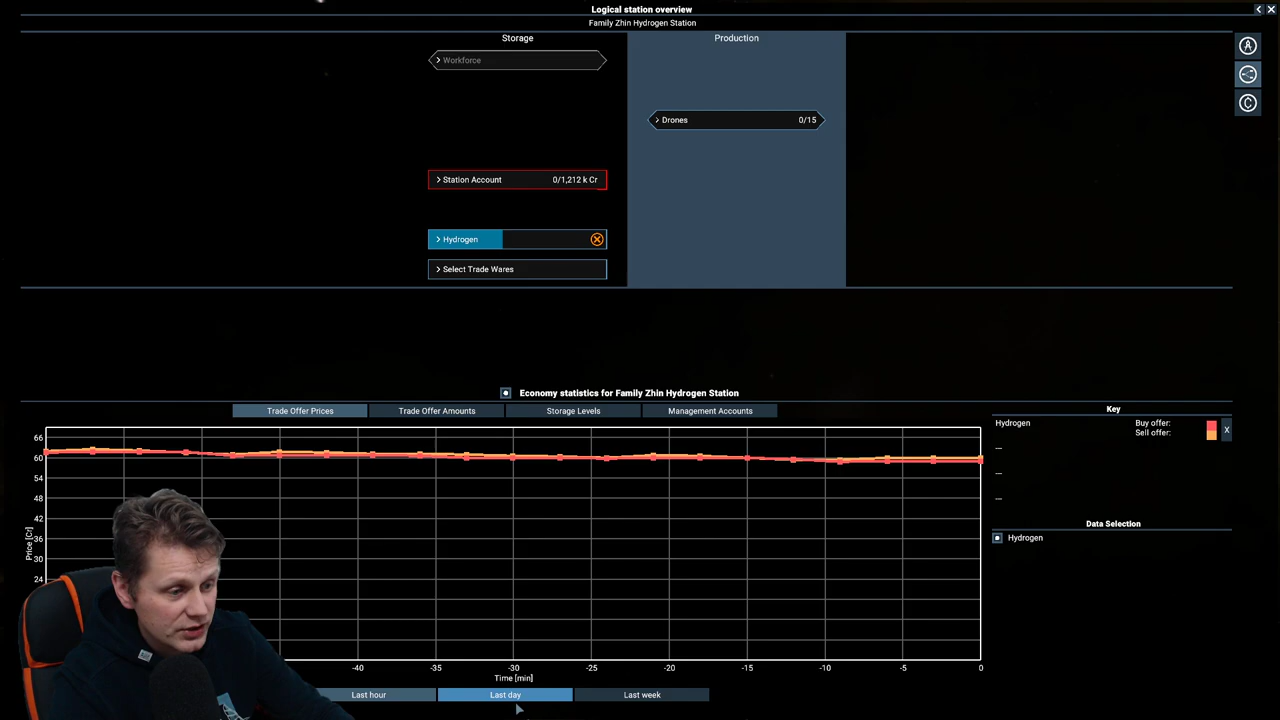 Logical station overview
Family Zhin Hydrogen Station
Storage
Production
Workforce
Drones 0/15
Station Account 0/1,212 k Cr
Hydrogen
Select Trade Wares
Economy statistics for Family Zhin Hydrogen Station
Trade Offer Prices
Trade Offer Amounts
Storage Levels
Management Accounts
Key
Hydrogen
Buy offer:
Sell offer:
X
—
—
—
Data Selection
Hydrogen
66
60
54
48
42
36
30
24
Price [Cr]
-40 -35 -30 -25 -20 -15 -10 -5 0
Time [min]
Last hour
Last day
Last week